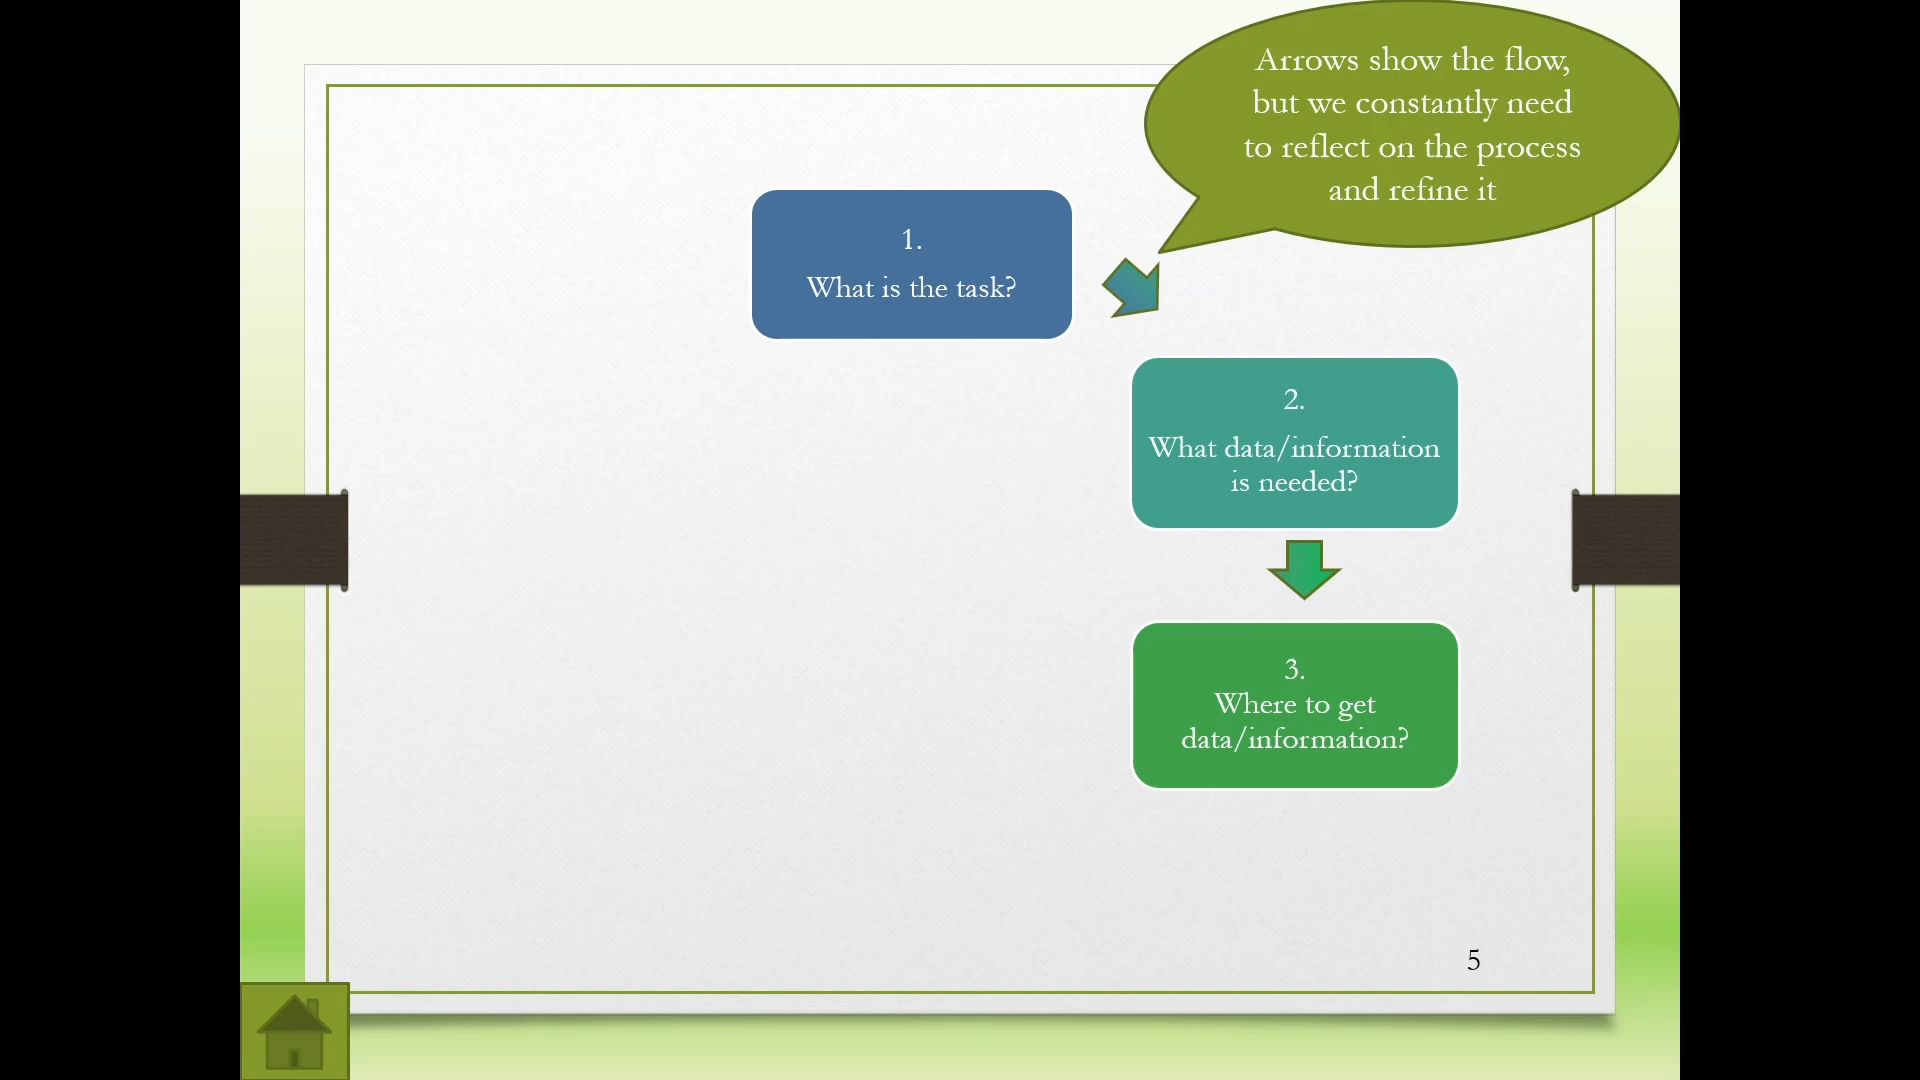 Arrows show the flow,
but we constantly need
to reflect on the process
and refine it
1.
What is the task?
2.
What data/information
is needed?
3.
Where to get
data/information?
5